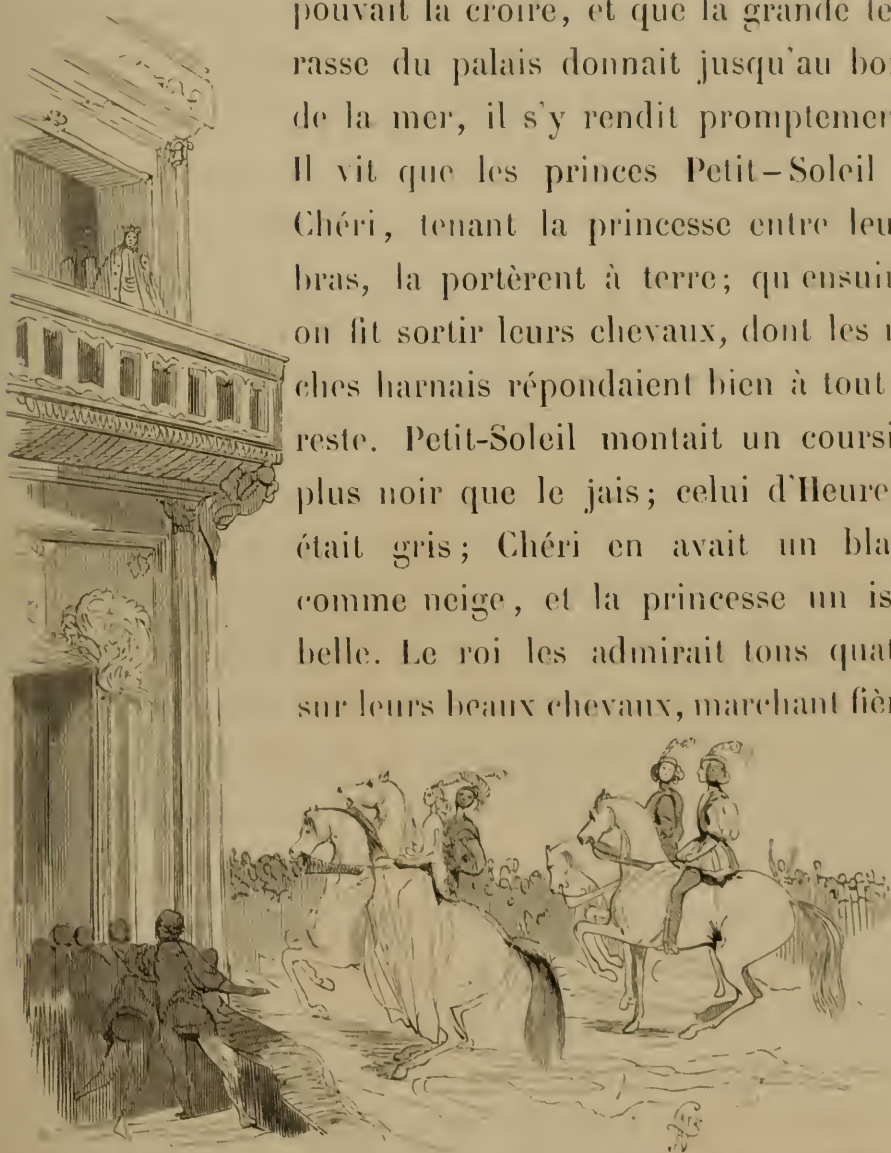 pouvait la croire, et que la grande te
rasse du palais donnait jusqu'au bo
de la mer, il s'y rendit promptemen
Il vit que les princes Petit-Soleil
Chéri, tenant la princesse entre leu
bras, la portèrent à terre; qu'ensui
on fit sortir leurs chevaux, dont les r
ches harnais répondaient bien à tout
reste. Petit-Soleil montait un coursi
plus noir que le jais; celui d'Heure
était gris; Chéri en avait un bla
comme neige, et la princesse un is
belle. Le roi les admirait tous quat
sur leurs beaux chevaux, marchant fièr